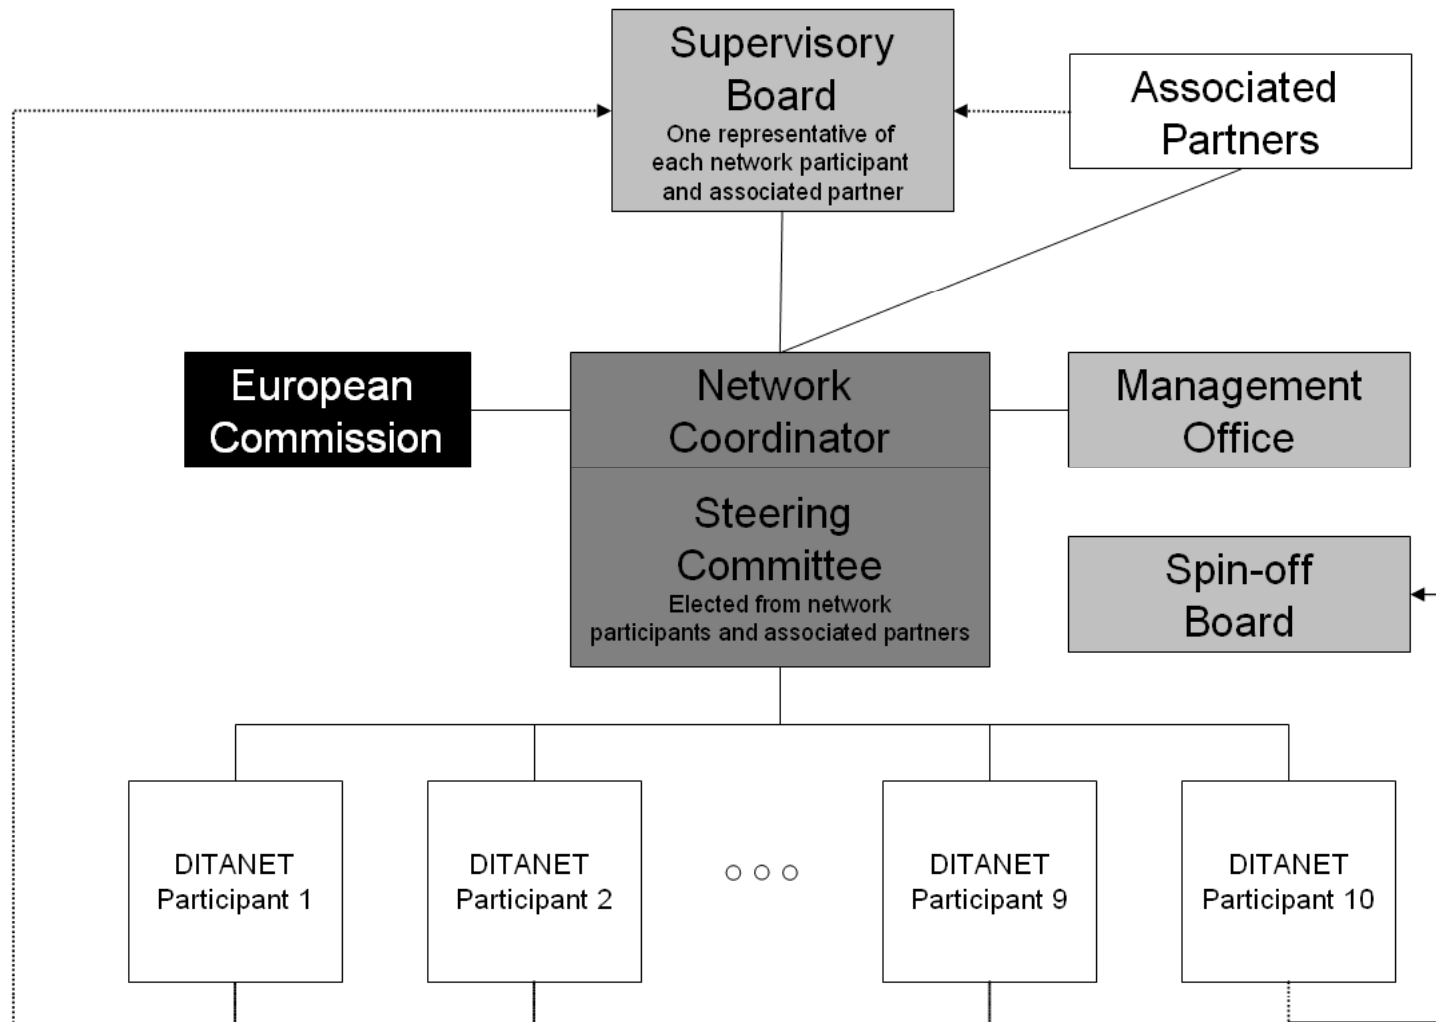 Supervisory
Board
One representative of
each network participant
and associated partner
Associated
Partners
European
Commission
Network
Coordinator
Management
Office
Steering
Committee
Elected from network
participants and associated partners
Spin-off
Board
DITANET
Participant 1
DITANET
Participant 2
DITANET
Participant 9
DITANET
Participant 10